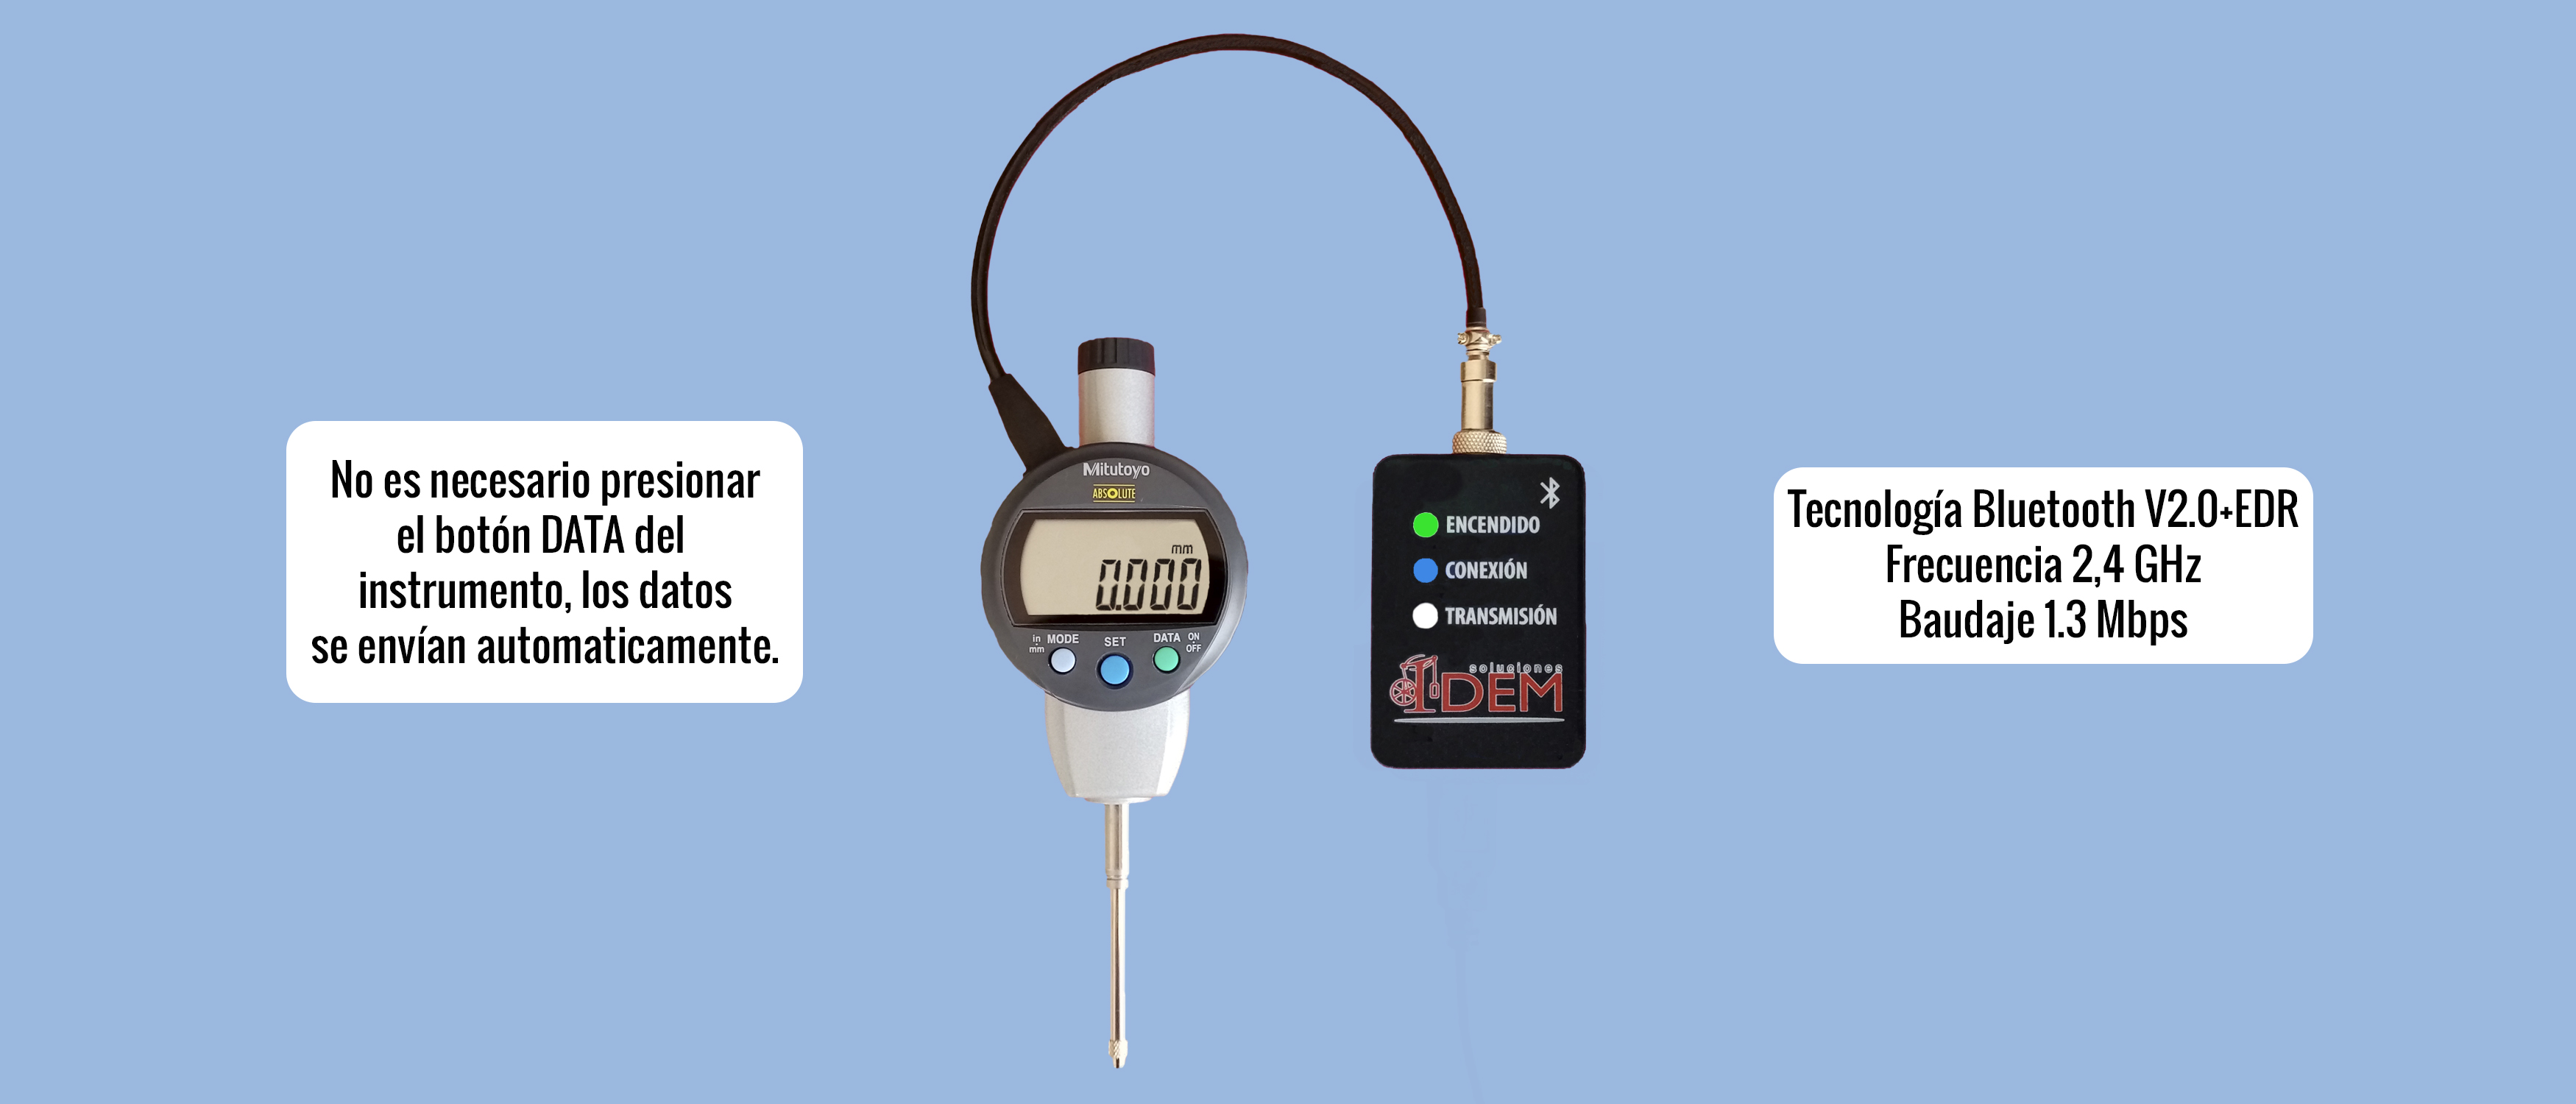 No es necesario presionar
el botón DATA del
instrumento, los datos
se envían automaticamente.
Mitutoyo
ABSOLUTE
mm
0.000
in
mm
MODE
SET
DATA
ON
OFF
ENCENDIDO
CONEXIÓN
TRANSMISIÓN
soluciones
IDEM
Tecnología Bluetooth V2.0+EDR
Frecuencia 2,4 GHz
Baudaje 1.3 Mbps